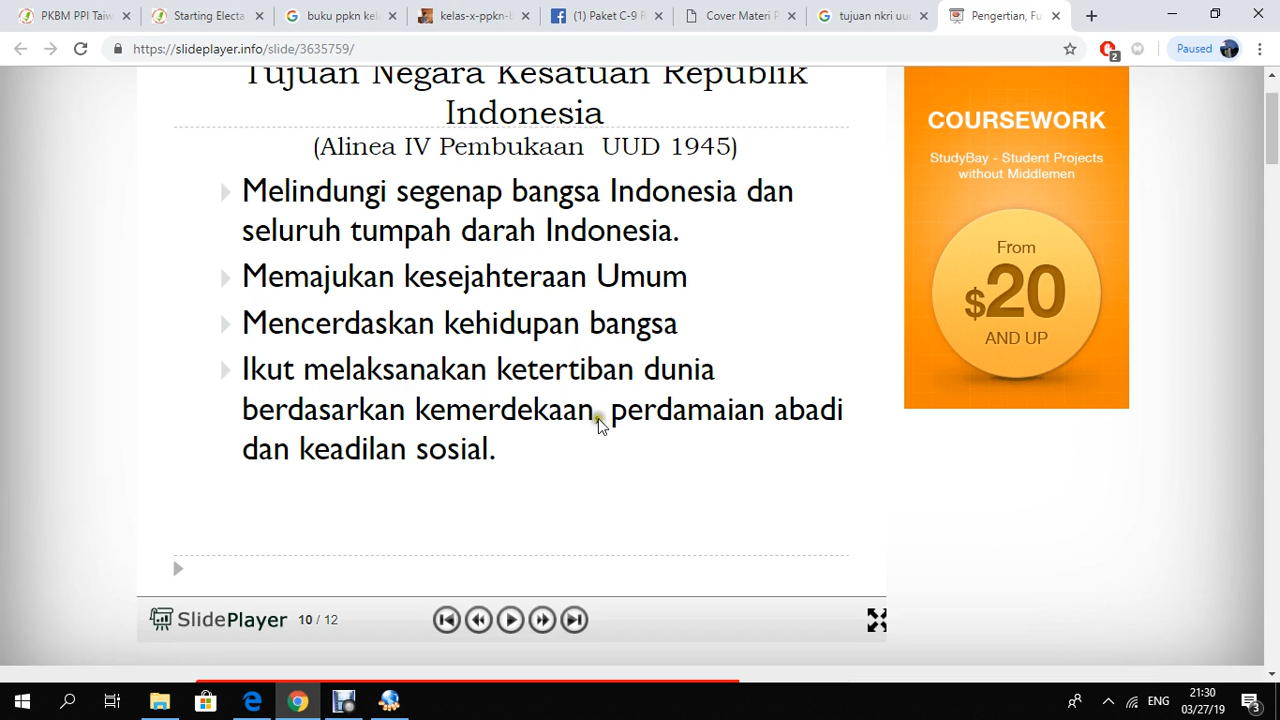 PKBM PPI Taiw
Starting Elects
buku ppkn kel
kelas-x-ppkn-b
(1) Paket C-9 R
Cover Materi P
tujuan nkri uu
Pengertian, Fu
https://slideplayer.info/slide/3635759/
2
Paused
Tujuan Negara Kesatuan Republik
Indonesia
(Alinea IV Pembukaan UUD 1945)
Melindungi segenap bangsa Indonesia dan
seluruh tumpah darah Indonesia.
Memajukan kesejahteraan Umum
Mencerdaskan kehidupan bangsa
Ikut melaksanakan ketertiban dunia
berdasarkan kemerdekaan, perdamaian abadi
dan keadilan sosial.
COURSEWORK
StudyBay - Student Projects
without Middlemen
From
$20
AND UP
SlidePlayer 10 / 12
ENG
21:30
03/27/19
3